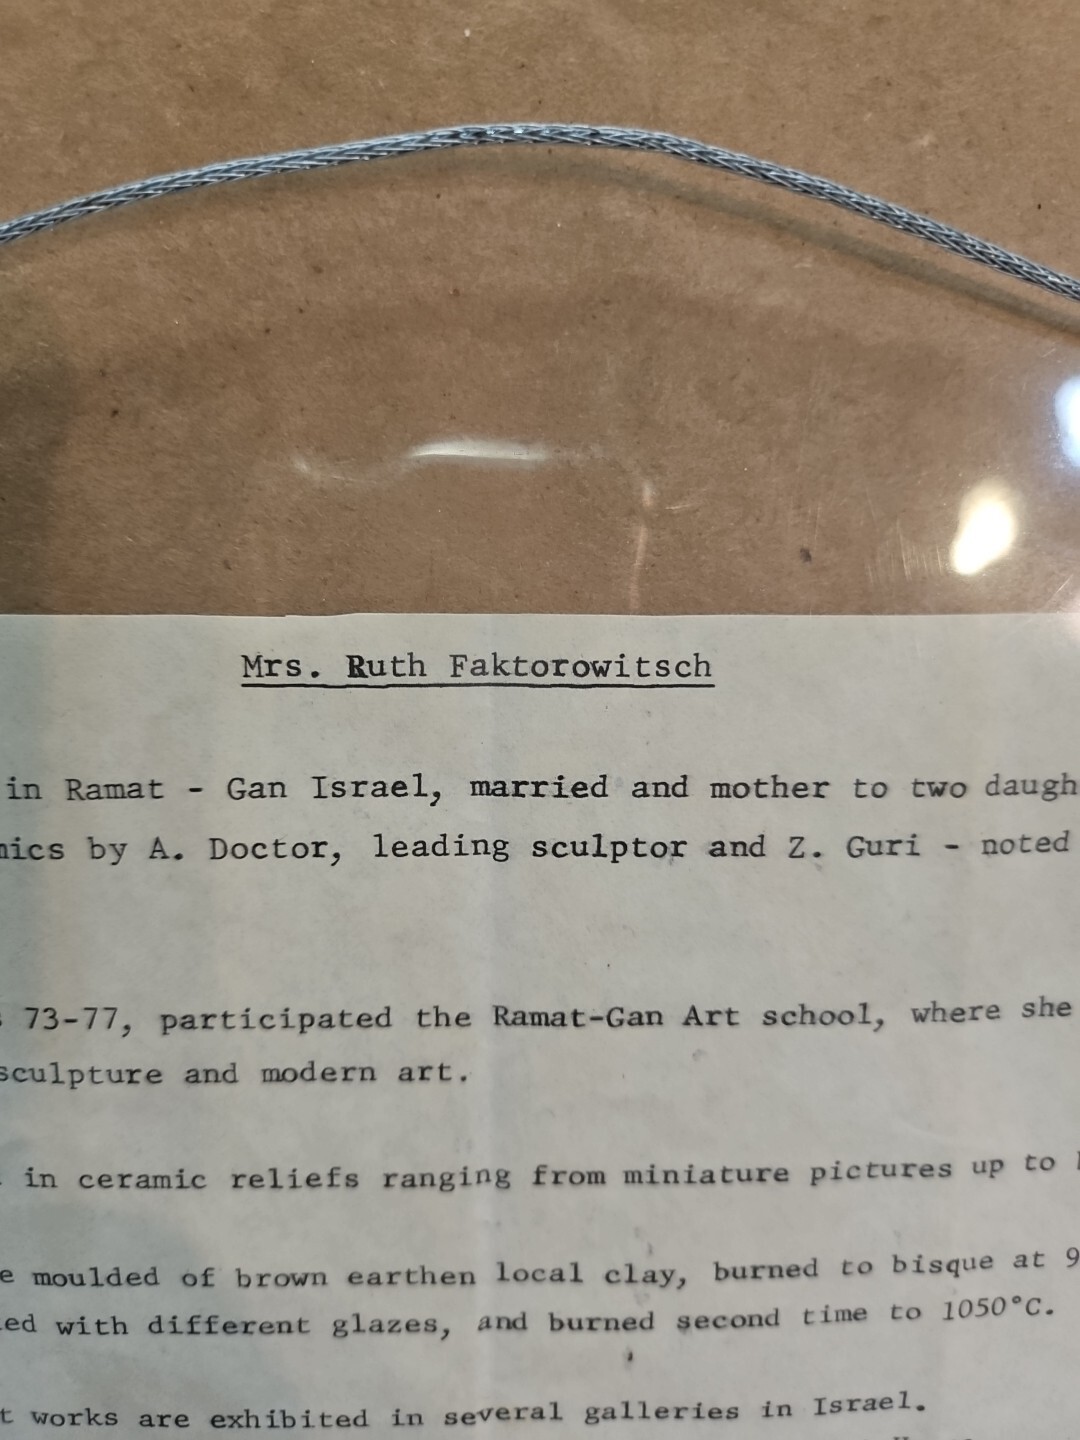 Mrs. Ruth Faktorowitsch
in Ramat - Gan Israel, married and mother to two daugh
by A. Doctor, leading sculptor and Z. Guri - noted
73-77, participated the Ramat-Gan Art school, where she
sculpture and modern art.
in ceramic reliefs ranging from miniature pictures up to
moulded of brown earthen local clay, burned to bisque at 9
with different glazes, and burned second time to 1050°C.
works are exhibited in several galleries in Israel.